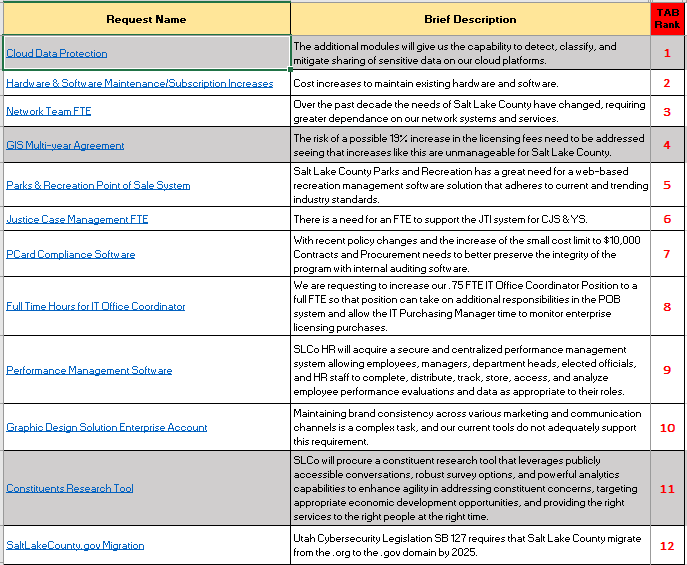 Request Name
Brief Description
TAB
Rank
Cloud Data Protection
The additional modules will give us the capability to detect, classify, and
mitigate sharing of sensitive data on our cloud platforms.
1
Hardware & Software Maintenance/Subscription Increases
Cost increases to maintain existing hardware and software.
2
Network Team FTE
Over the past decade the needs of Salt Lake County have changed, requiring
greater dependance on our network systems and services.
3
GIS Multi-year Agreement
The risk of a possible 19% increase in the licensing fees need to be addressed
seeing that increases like this are unmanageable for Salt Lake County.
4
Parks & Recreation Point of Sale System
Salt Lake County Parks and Recreation has a great need for a web-based
recreation management software solution that adheres to current and trending
industry standards.
5
Justice Case Management FTE
There is a need for an FTE to support the JTI system for CJS & YS.
6
PCard Compliance Software
With recent policy changes and the increase of the small cost limit to $10,000
Contracts and Procurement needs to better preserve the integrity of the
program with internal auditing software.
7
Full Time Hours for IT Office Coordinator
We are requesting to increase our .75 FTE IT Office Coordinator Position to a
full FTE so that position can take on additional responsibilities in the POB
system and allow the IT Purchasing Manager time to monitor enterprise
licensing purchases.
8
Performance Management Software
SLCo HR will acquire a secure and centralized performance management
system allowing employees, managers, department heads, elected officials,
and HR staff to complete, distribute, track, store, access, and analyze
employee performance evaluations and data as appropriate to their roles.
9
Graphic Design Solution Enterprise Account
Maintaining brand consistency across various marketing and communication
channels is a complex task, and our current tools do not adequately support
this requirement.
10
Constituents Research Tool
SLCo will procure a constituent research tool that leverages publicly
accessible conversations, robust survey options, and powerful analytics
capabilities to enhance agility in addressing constituent concerns, targeting
appropriate economic development opportunities, and providing the right
services to the right people at the right time.
11
SaltLakeCounty.gov Migration
Utah Cybersecurity Legislation SB 127 requires that Salt Lake County migrate
from the .org to the .gov domain by 2025.
12